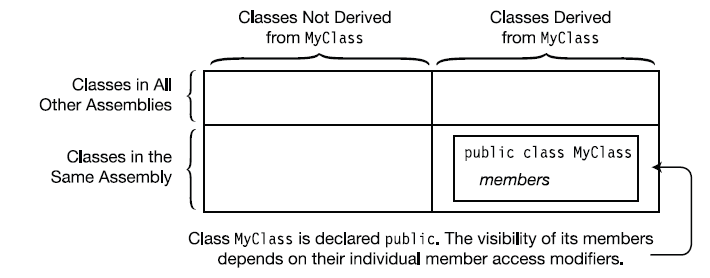 Classes Not Derived
from MyClass
Classes Derived
from MyClass
Classes in All
Other Assemblies
Classes in the
Same Assembly
public class MyClass
members
Class MyClass is declared public. The visibility of its members
depends on their individual member access modifiers.